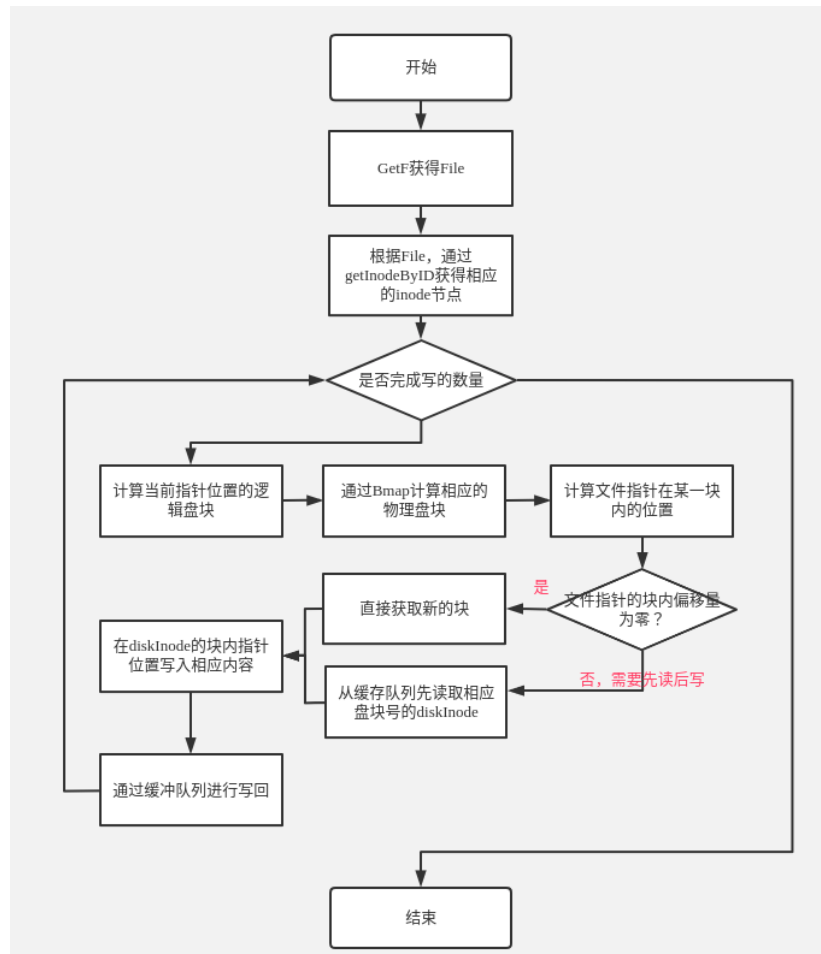 开始
GetF获得File
根据File，通过
getInodeByID获得相应
的inode节点
是否完成写的数量
计算当前指针位置的逻
辑盘块
通过Bmap计算相应的
物理盘块
计算文件指针在某一块
内的位置
文件指针的块内偏移量
为零？
是
直接获取新的块
否，需要先读后写
从缓存队列先读取相应
盘块号的diskInode
在diskInode的块内指针
位置写入相应内容
通过缓冲队列进行写回
结束